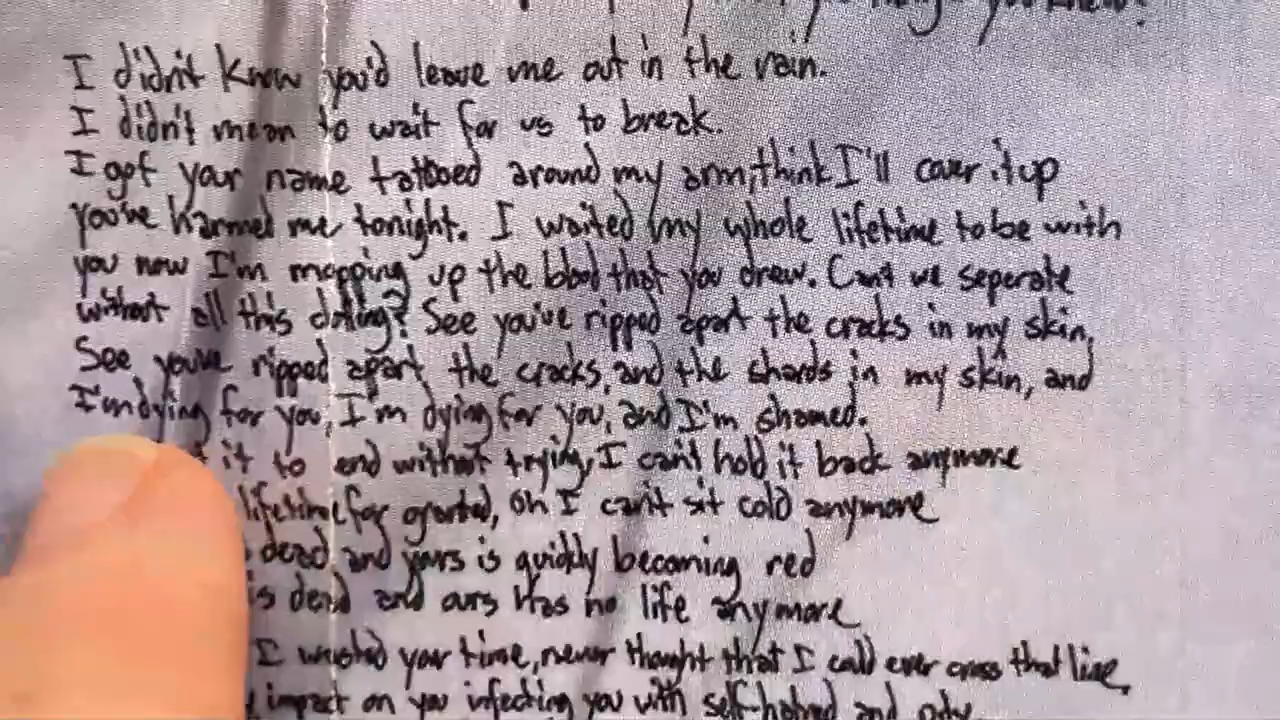 I didn't know you'd leave me out in the rain.
I didn't mean to wait for us to break.
I got your name tattooed around my arm, think I'll cover it up
You've harmed me tonight. I waited my whole lifetime to be with
you now I'm mopping up the blood that you drew. Can't we seperate
without all this dying? See you've ripped apart the cracks in my skin,
See you've ripped apart the cracks, and the shards in my skin, and
I'm dying for you, I'm dying for you, and I'm shamed.
it to end without trying, I can't hold it back anymore
lifetime for granted, oh I can't sit cold anymore
dead and yours is quickly becoming red
is dead and ours has no life anymore
I wasted your time, never thought that I could ever cross that line,
impact on you infecting you with self-hatred and